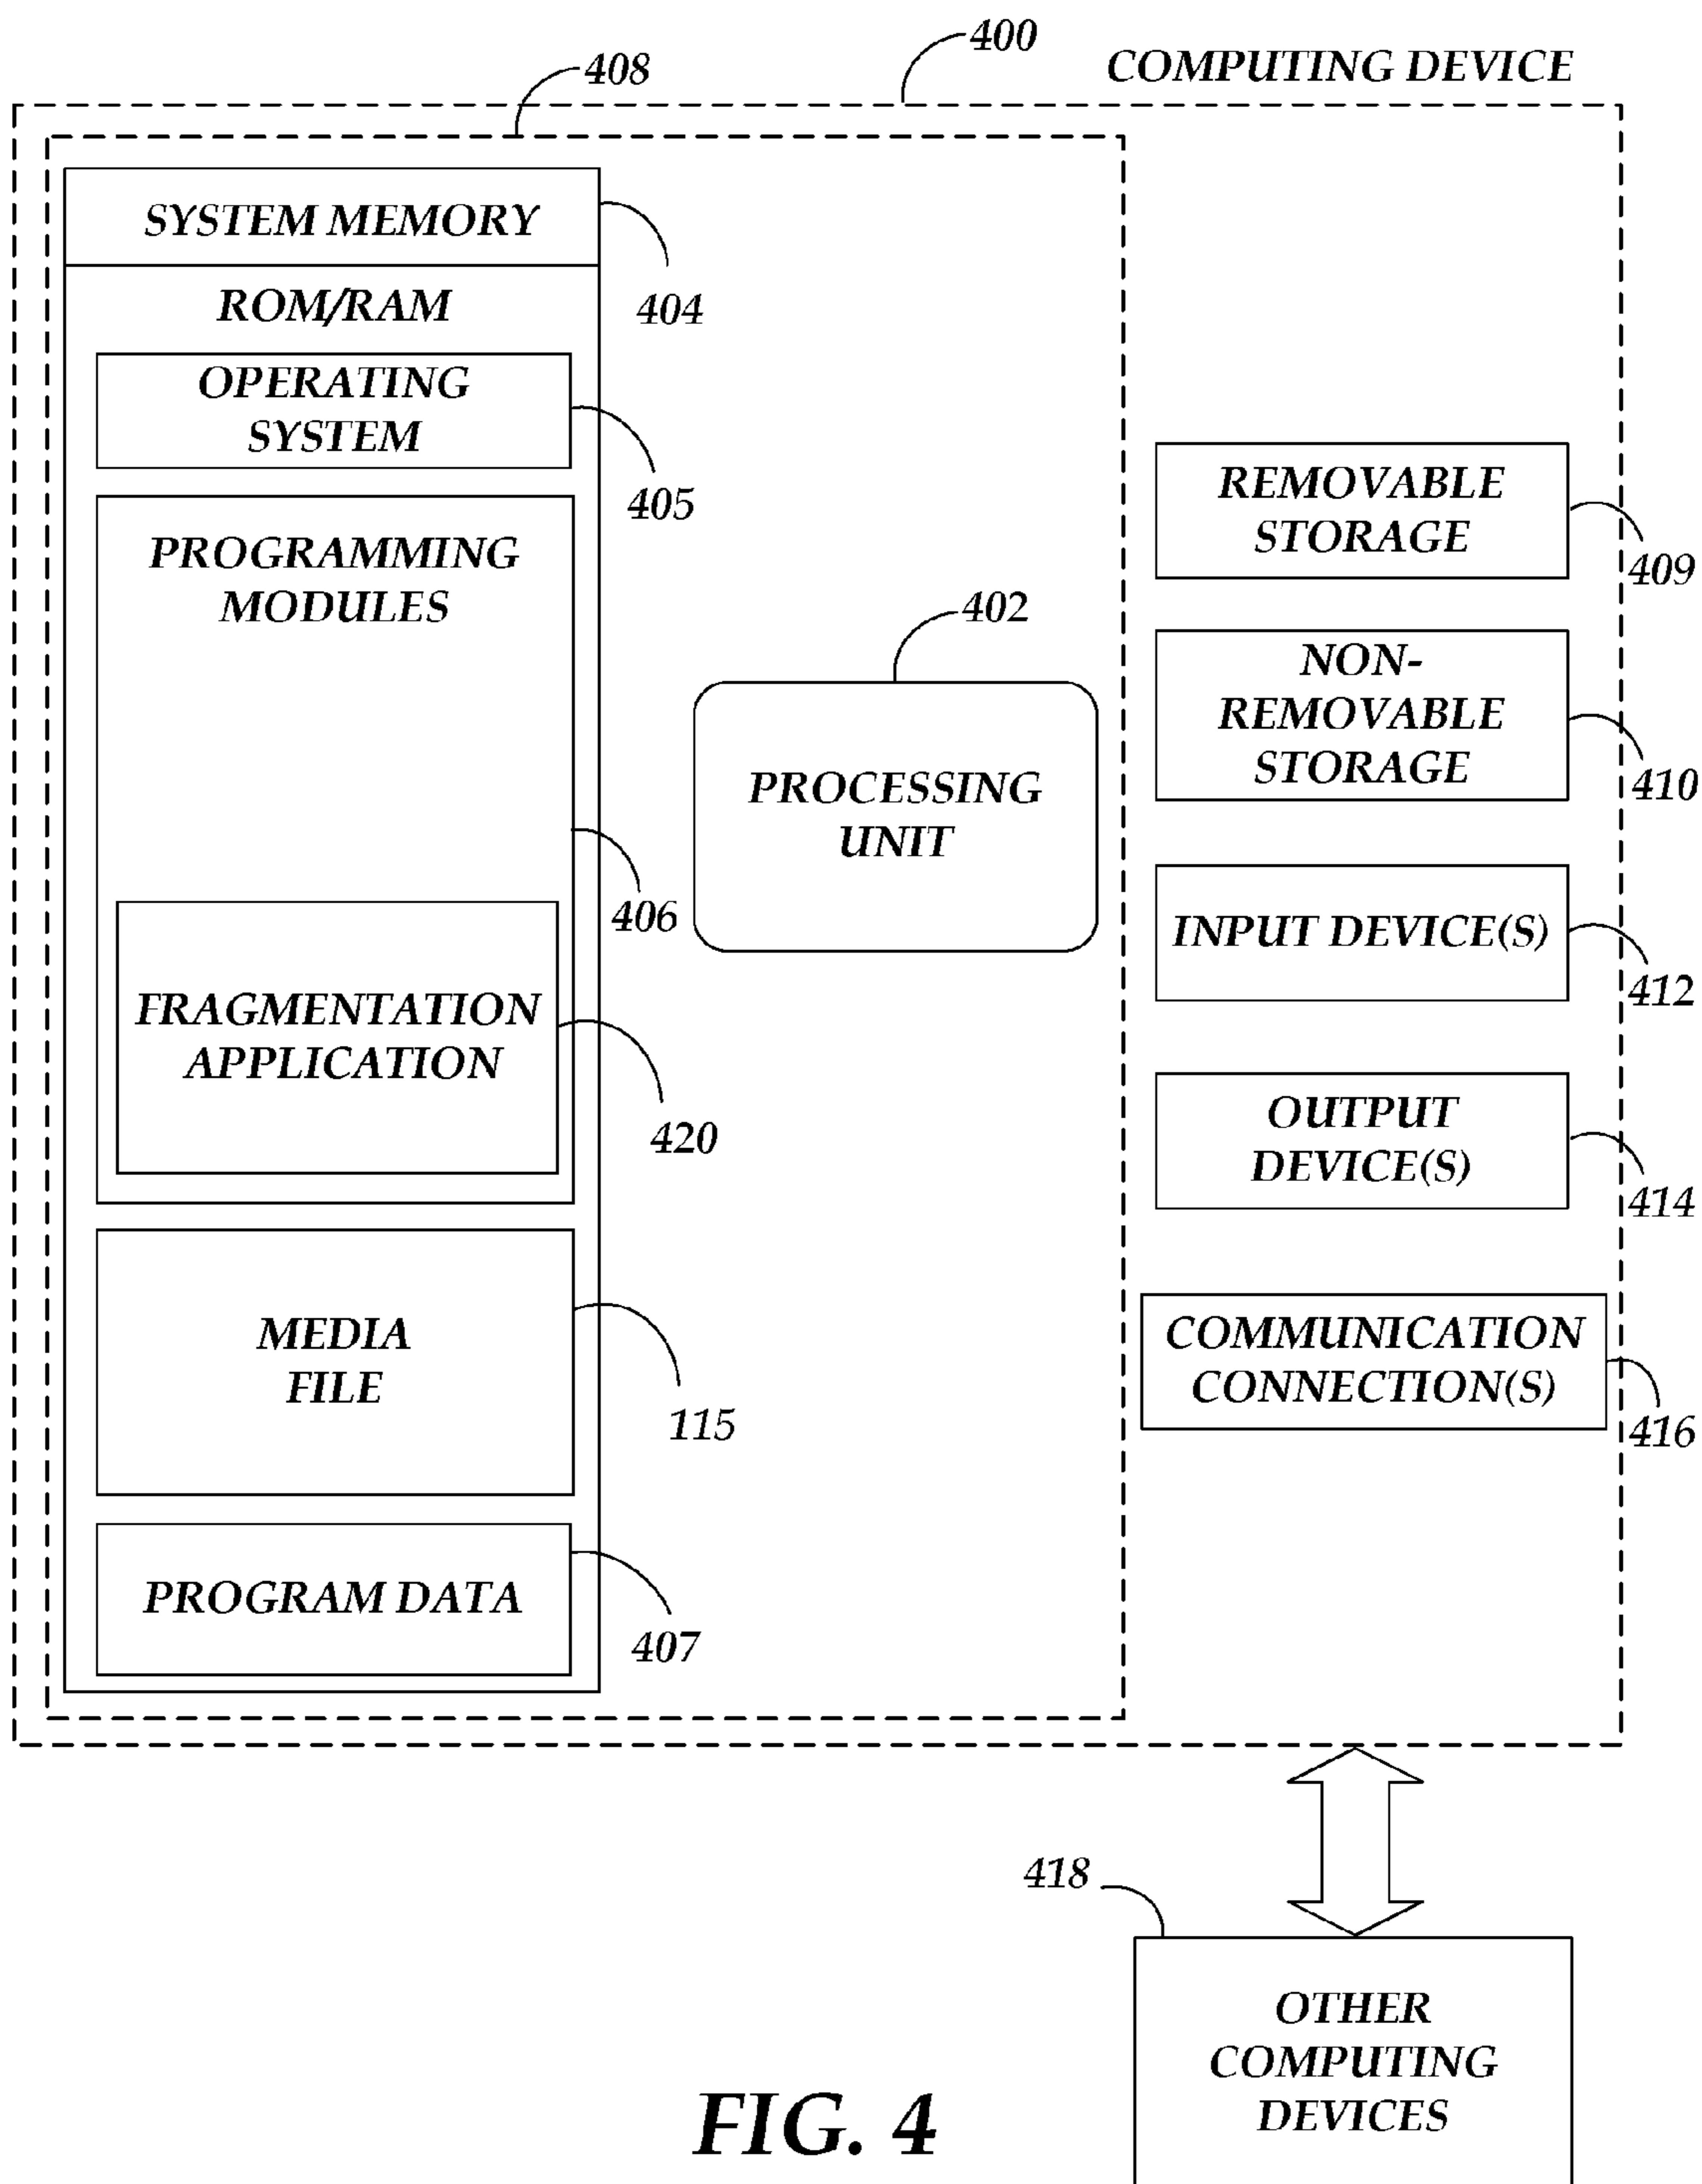 400
COMPUTING DEVICE
408
SYSTEM MEMORY
404
ROM/RAM
OPERATING
SYSTEM
405
PROGRAMMING
MODULES
406
FRAGMENTATION
APPLICATION
420
MEDIA
FILE
115
PROGRAM DATA
407
402
PROCESSING
UNIT
REMOVABLE
STORAGE
409
NON-
REMOVABLE
STORAGE
410
INPUT DEVICE(S)
412
OUTPUT
DEVICE(S)
414
COMMUNICATION
CONNECTION(S)
416
418
OTHER
COMPUTING
DEVICES
FIG. 4